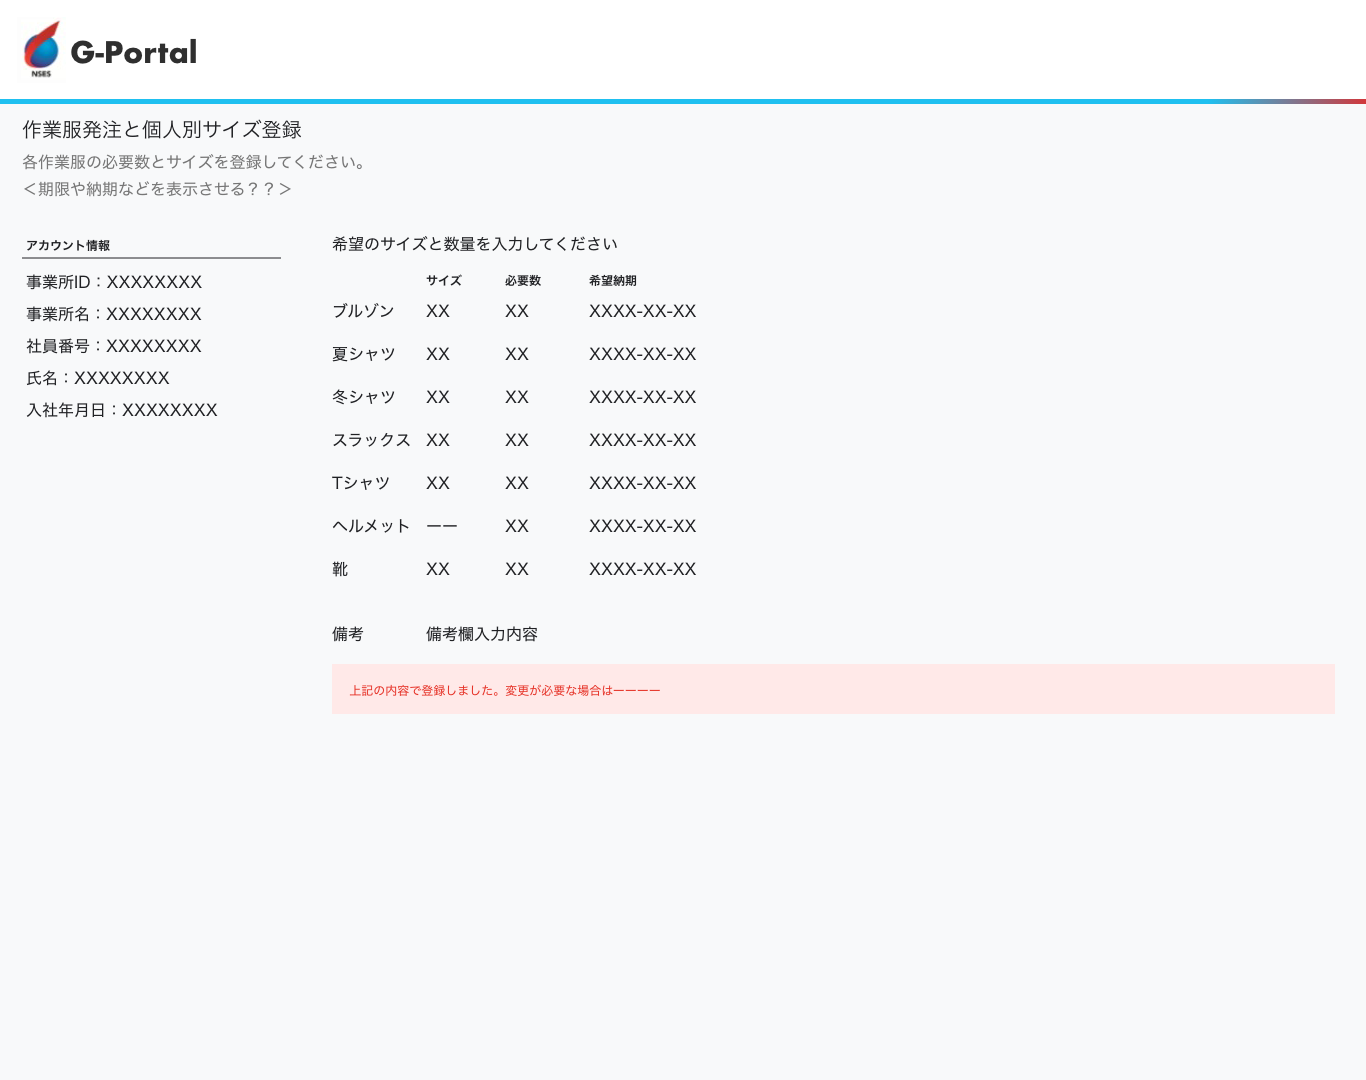 NSES
G-Portal
作業服発注と個人別サイズ登録
各作業服の必要数とサイズを登録してください。
＜期限や納期などを表示させる？？＞
アカウント情報
事業所ID：XXXXXXXX
事業所名：XXXXXXXX
社員番号：XXXXXXXX
氏名：XXXXXXXX
入社年月日：XXXXXXXX
希望のサイズと数量を入力してください
サイズ 必要数 希望納期
ブルゾン XX XX XXXX-XX-XX
夏シャツ XX XX XXXX-XX-XX
冬シャツ XX XX XXXX-XX-XX
スラックス XX XX XXXX-XX-XX
Tシャツ XX XX XXXX-XX-XX
ヘルメット ーー XX XXXX-XX-XX
靴 XX XX XXXX-XX-XX
備考 備考欄入力内容
上記の内容で登録しました。変更が必要な場合はーーーー